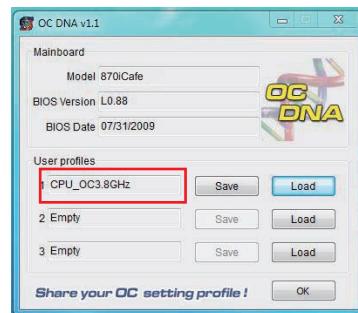 OC DNA v1.1
Mainboard
Model 870iCafe
BIOS Version L0.88
BIOS Date 07/31/2009
OC
DNA
User profiles
1 CPU_OC3.8GHz Save Load
2 Empty Save Load
3 Empty Save Load
Share your OC setting profile! OK